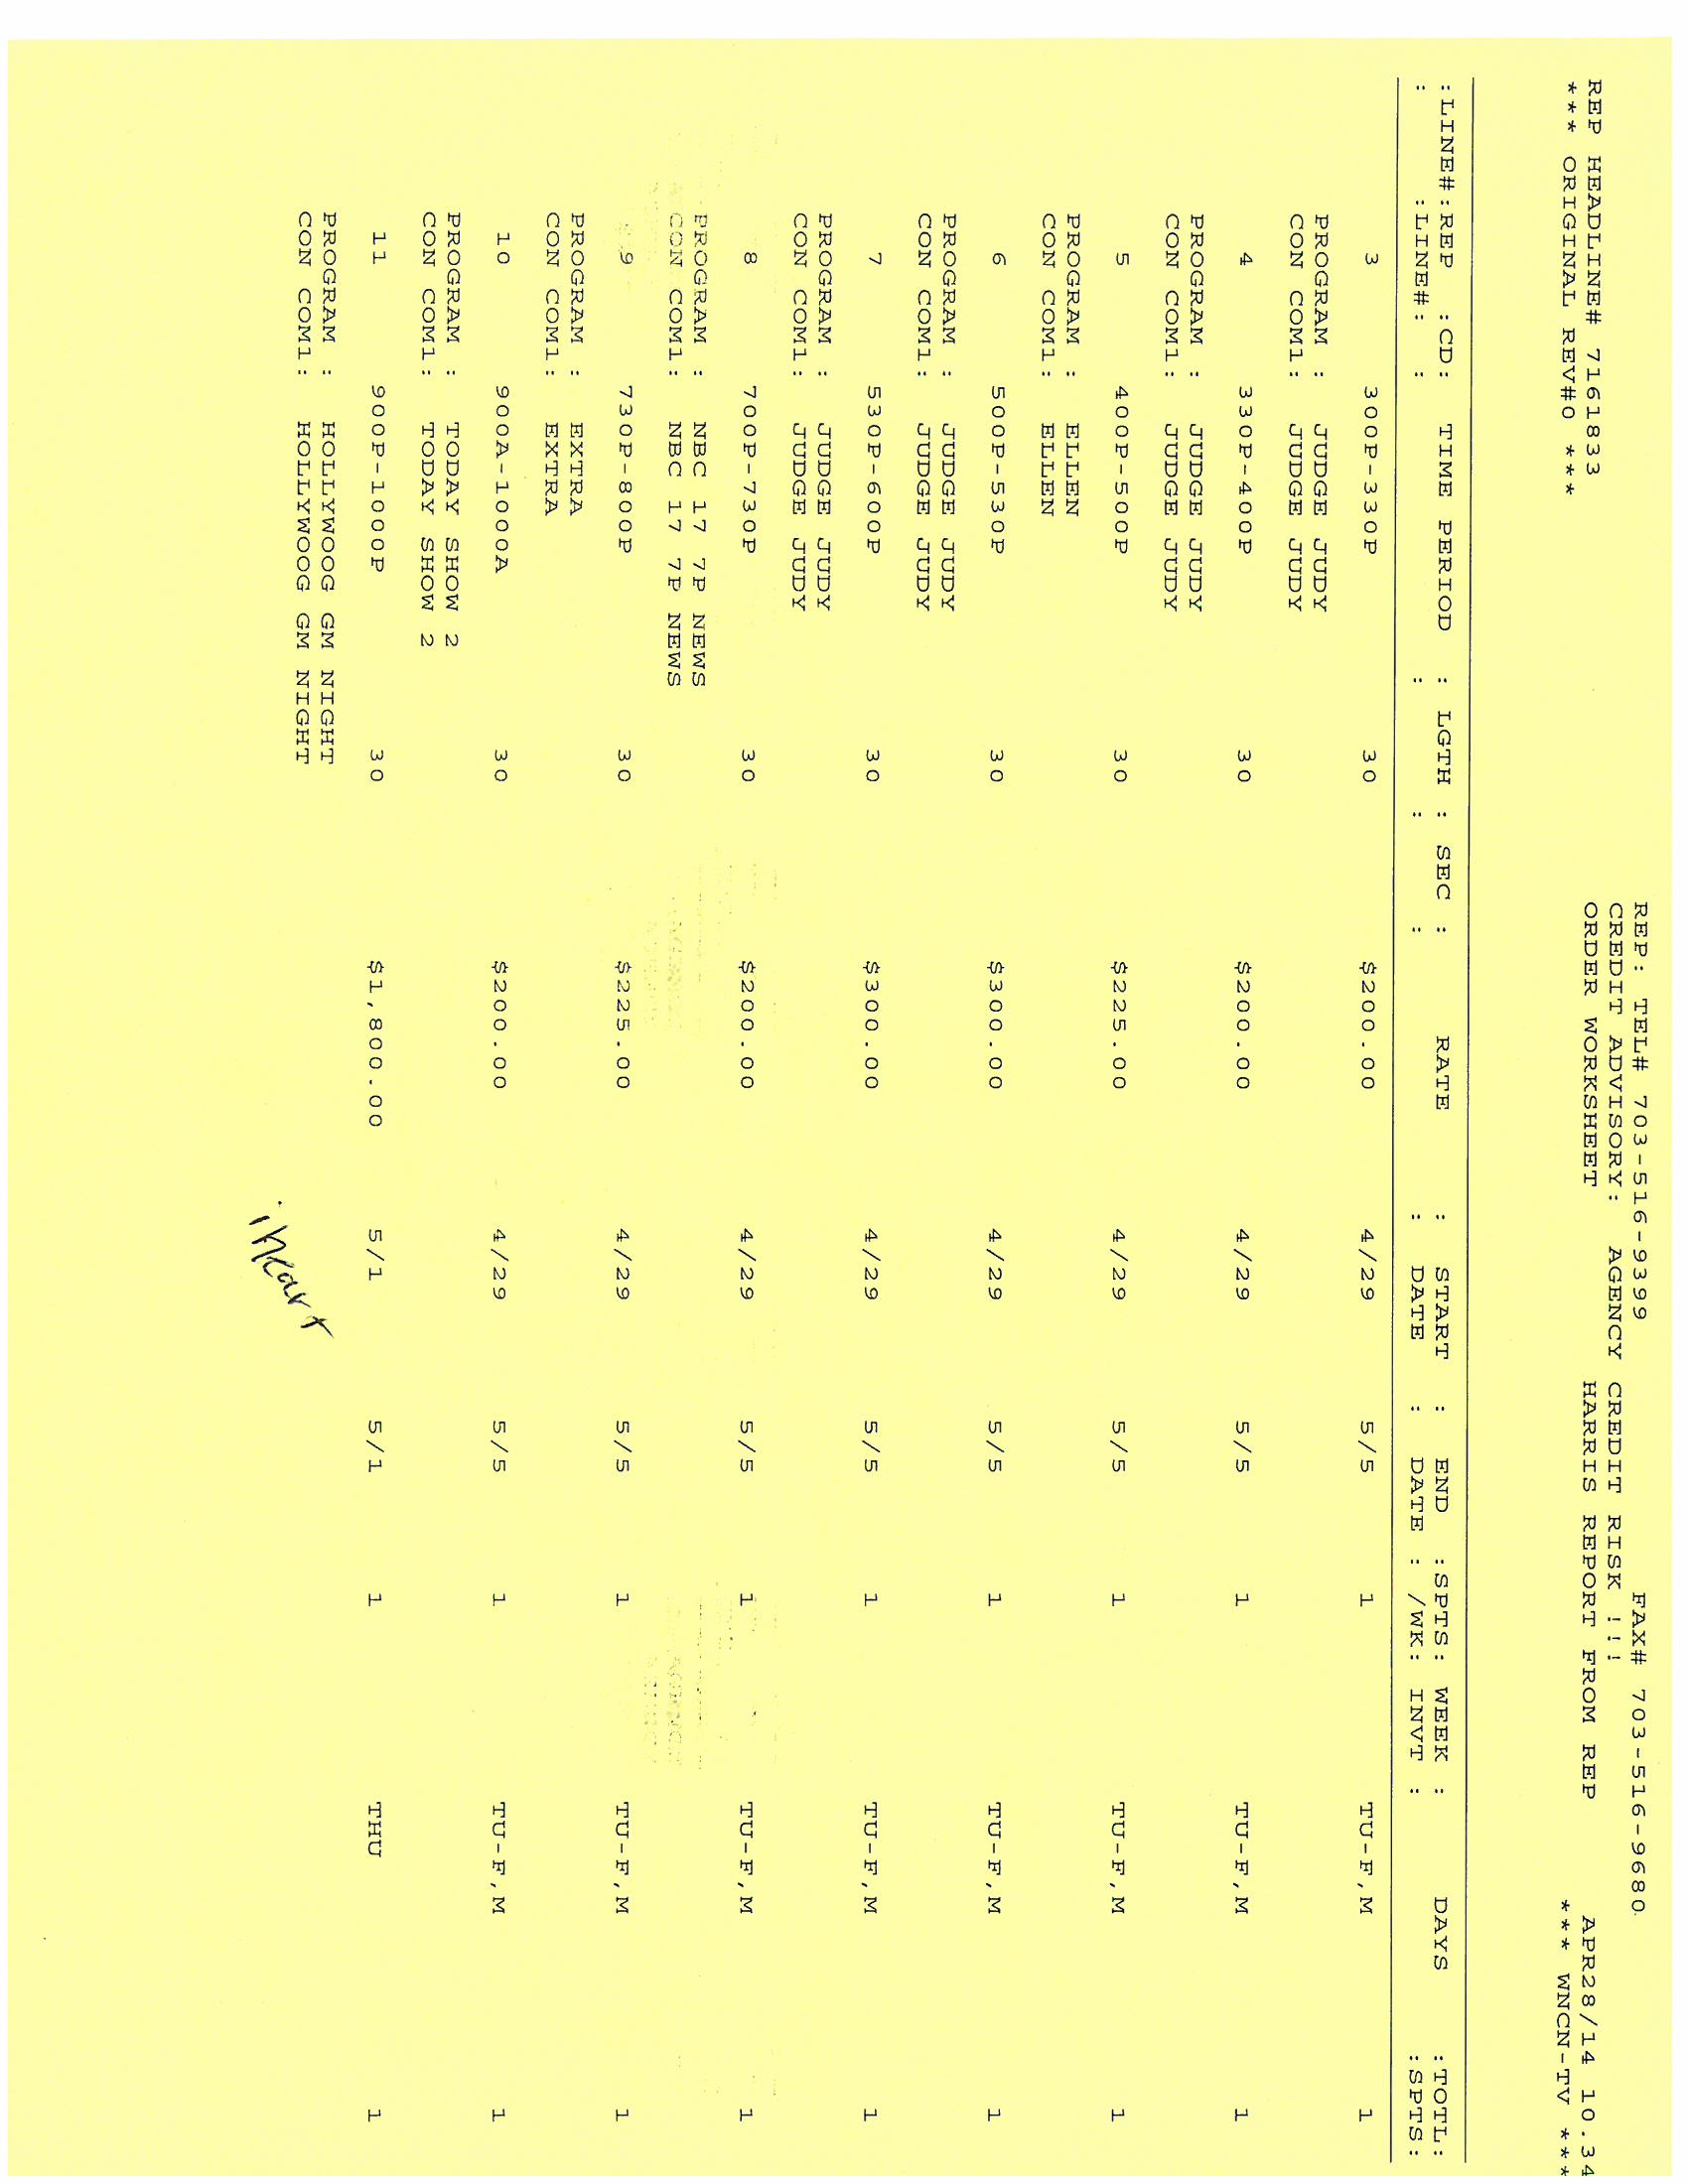 REP: TEL# 703-516-9399 FAX# 703-516-9680
CREDIT ADVISORY: AGENCY CREDIT RISK !!!
REP HEADLINE# 7161833 ORDER WORKSHEET HARRIS REPORT FROM REP APR28/14 10.34
*** ORIGINAL REV#0 *** *** WNCN-TV ***
:LINE#:REP :CD: TIME PERIOD : LGTH : SEC : RATE : START : END :SPTS: WEEK : DAYS :TOTL:
: :LINE#: : : : : : DATE : DATE : /WK: INVT : :SPTS:
3 300P-330P 30 $200.00 4/29 5/5 1 TU-F,M 1
PROGRAM : JUDGE JUDY
CON COM1: JUDGE JUDY
4 330P-400P 30 $200.00 4/29 5/5 1 TU-F,M 1
PROGRAM : JUDGE JUDY
CON COM1: JUDGE JUDY
5 400P-500P 30 $225.00 4/29 5/5 1 TU-F,M 1
PROGRAM : ELLEN
CON COM1: ELLEN
6 500P-530P 30 $300.00 4/29 5/5 1 TU-F,M 1
PROGRAM : JUDGE JUDY
CON COM1: JUDGE JUDY
7 530P-600P 30 $300.00 4/29 5/5 1 TU-F,M 1
PROGRAM : JUDGE JUDY
CON COM1: JUDGE JUDY
8 700P-730P 30 $200.00 4/29 5/5 1 TU-F,M 1
PROGRAM : NBC 17 7P NEWS
CON COM1: NBC 17 7P NEWS
9 730P-800P 30 $225.00 4/29 5/5 1 TU-F,M 1
PROGRAM : EXTRA
CON COM1: EXTRA
10 900A-1000A 30 $200.00 4/29 5/5 1 TU-F,M 1
PROGRAM : TODAY SHOW 2
CON COM1: TODAY SHOW 2
11 900P-1000P 30 $1,800.00 5/1 5/1 1 THU 1
PROGRAM : HOLLYWOOG GM NIGHT
CON COM1: HOLLYWOOG GM NIGHT
iheart